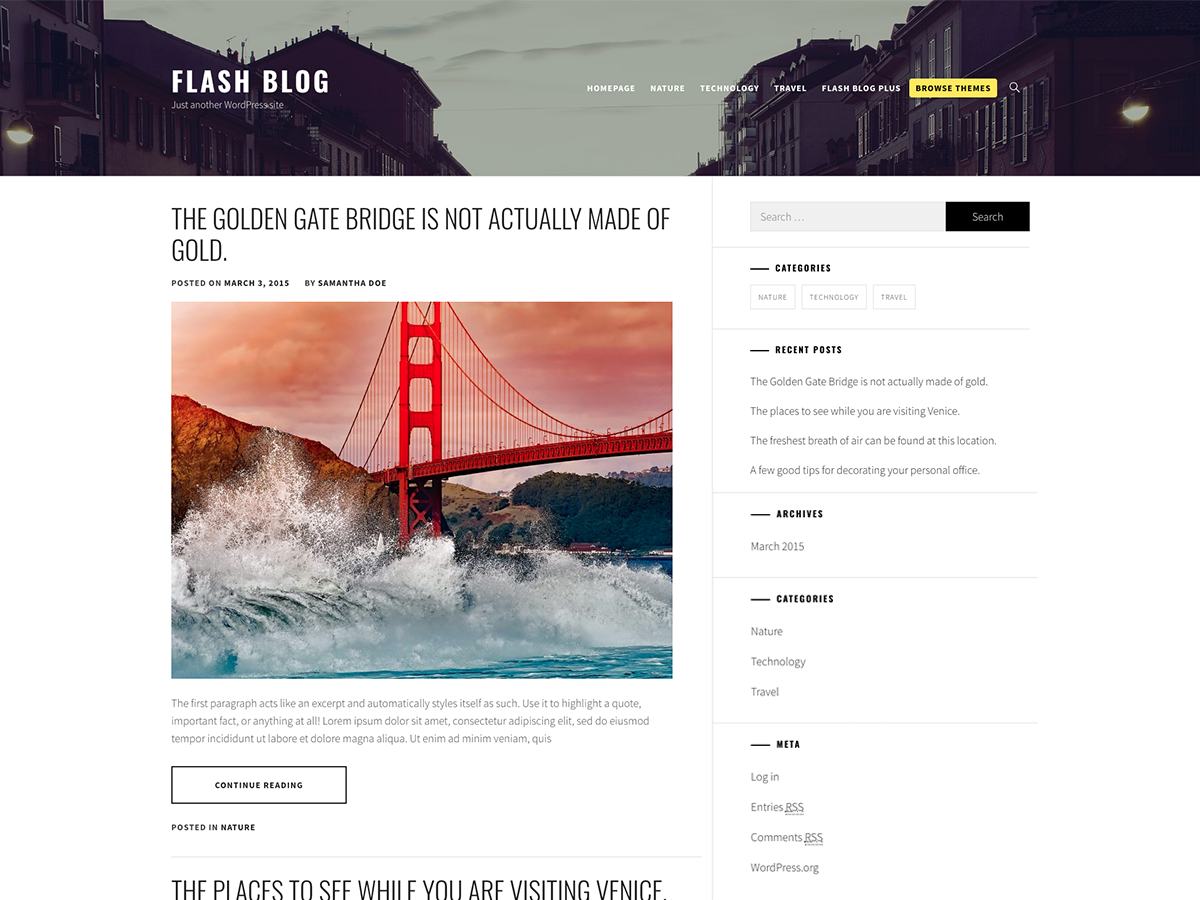 FLASH BLOG
Just another WordPress site
HOMEPAGE NATURE TECHNOLOGY TRAVEL FLASH BLOG PLUS BROWSE THEMES
THE GOLDEN GATE BRIDGE IS NOT ACTUALLY MADE OF
GOLD.
POSTED ON MARCH 3, 2015 BY SAMANTHA DOE
The first paragraph acts like an excerpt and automatically styles itself as such. Use it to highlight a quote,
important fact, or anything at all! Lorem ipsum dolor sit amet, consectetur adipiscing elit, sed do eiusmod
tempor incididunt ut labore et dolore magna aliqua. Ut enim ad minim veniam, quis
CONTINUE READING
POSTED IN NATURE
THE PLACES TO SEE WHILE YOU ARE VISITING VENICE.
Search …
Search
CATEGORIES
NATURE TECHNOLOGY TRAVEL
RECENT POSTS
The Golden Gate Bridge is not actually made of gold.
The places to see while you are visiting Venice.
The freshest breath of air can be found at this location.
A few good tips for decorating your personal office.
ARCHIVES
March 2015
CATEGORIES
Nature
Technology
Travel
META
Log in
Entries RSS
Comments RSS
WordPress.org